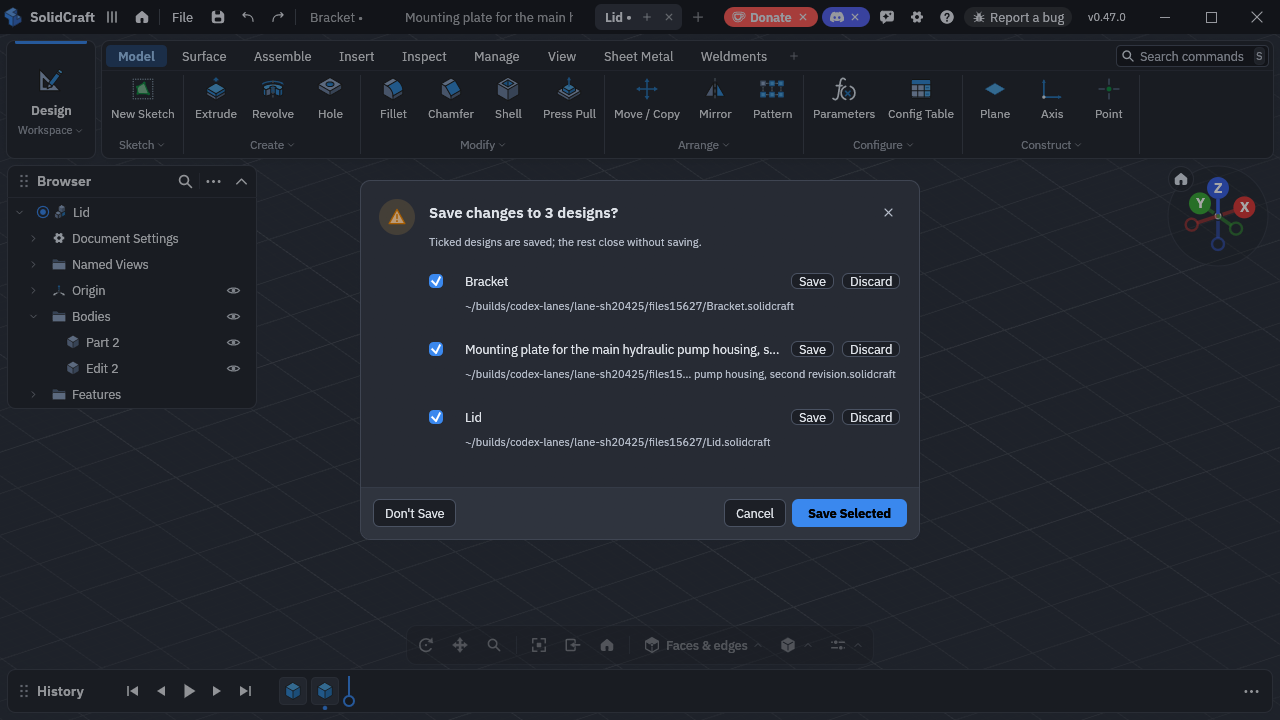 SolidCraft
File
Bracket •
Mounting plate for the main h
Lid •
Donate
Report a bug
v0.47.0
Design
Workspace
Model
Surface
Assemble
Insert
Inspect
Manage
View
Sheet Metal
Weldments
Search commands
S
New Sketch
Extrude
Revolve
Hole
Fillet
Chamfer
Shell
Press Pull
Move / Copy
Mirror
Pattern
Parameters
Config Table
Plane
Axis
Point
Sketch
Create
Modify
Arrange
Configure
Construct
Browser
Lid
Document Settings
Named Views
Origin
Bodies
Part 2
Edit 2
Features
Z
Y
X
Save changes to 3 designs?
Ticked designs are saved; the rest close without saving.
Bracket
Save
Discard
~/builds/codex-lanes/lane-sh20425/files15627/Bracket.solidcraft
Mounting plate for the main hydraulic pump housing, s...
Save
Discard
~/builds/codex-lanes/lane-sh20425/files15... pump housing, second revision.solidcraft
Lid
Save
Discard
~/builds/codex-lanes/lane-sh20425/files15627/Lid.solidcraft
Don't Save
Cancel
Save Selected
Faces & edges
History